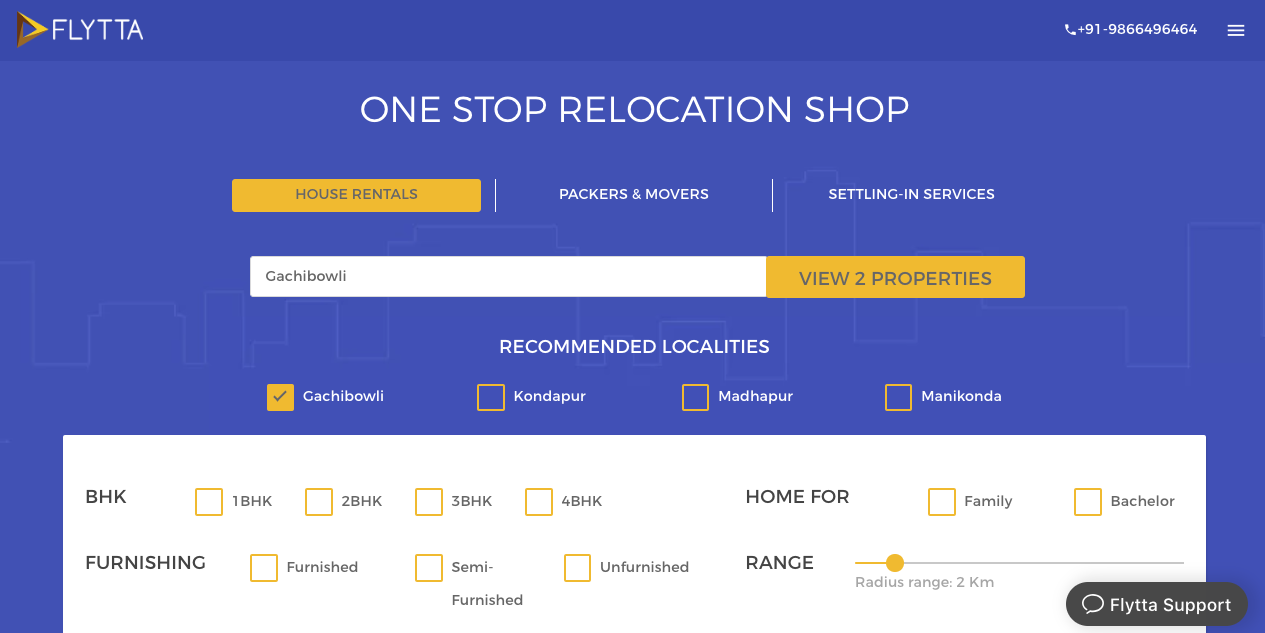 FLYTTA
+91-9866496464
ONE STOP RELOCATION SHOP
HOUSE RENTALS
PACKERS & MOVERS
SETTLING-IN SERVICES
Gachibowli
VIEW 2 PROPERTIES
RECOMMENDED LOCALITIES
Gachibowli
Kondapur
Madhapur
Manikonda
BHK
1BHK
2BHK
3BHK
4BHK
HOME FOR
Family
Bachelor
FURNISHING
Furnished
Semi-
Furnished
Unfurnished
RANGE
Radius range: 2 Km
Flytta Support